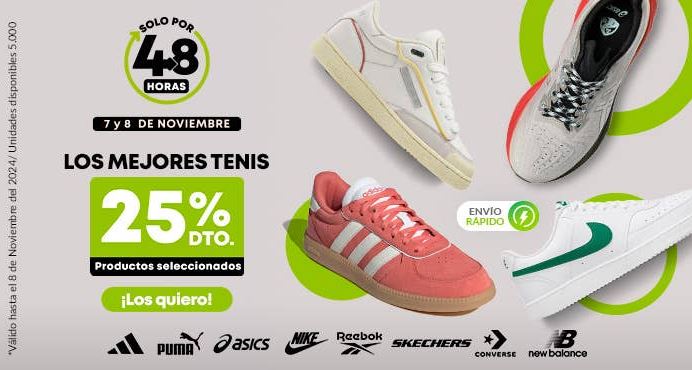 *Válido hasta el 8 de Noviembre del 2024/ Unidades disponibles 5.000
SOLO POR
48
HORAS
7 y 8 DE NOVIEMBRE
LOS MEJORES TENIS
25%
DTO.
Productos seleccionados
¡Los quiero!
ENVÍO
RÁPIDO
adidas
PUMA
asics
NIKE
Reebok
SKECHERS
CONVERSE
NB
new balance